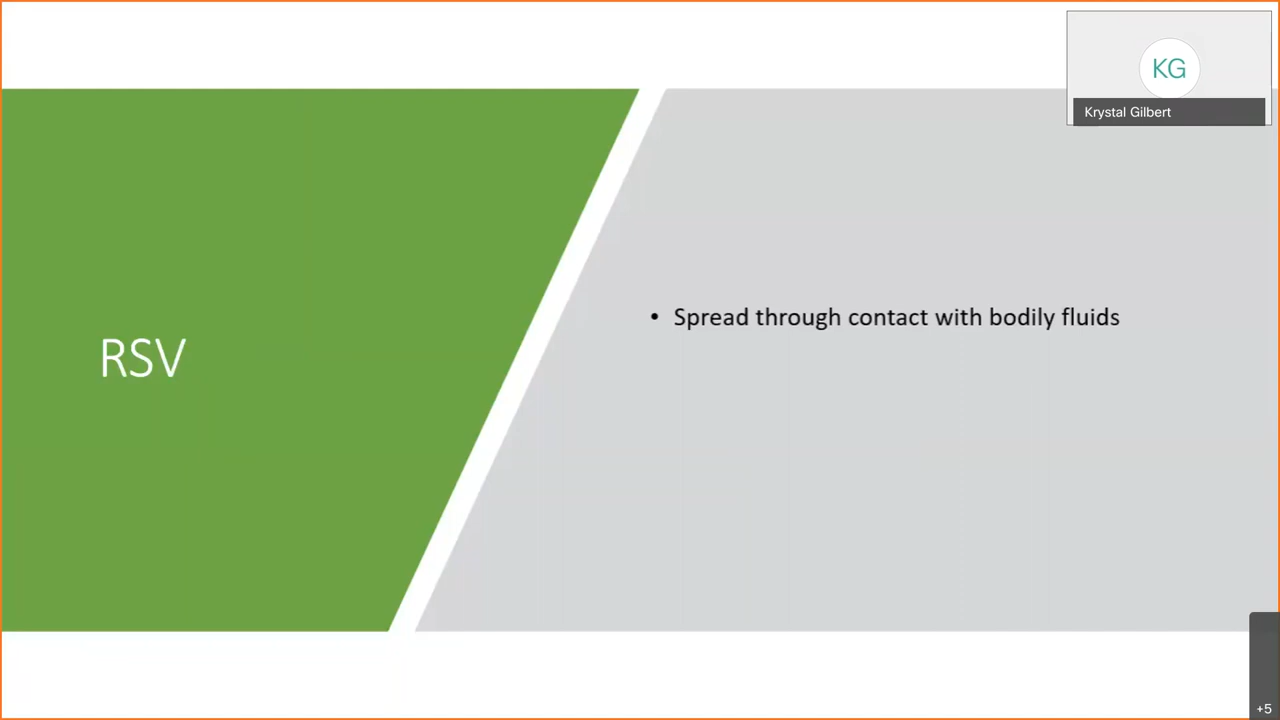 KG
Krystal Gilbert
RSV
• Spread through contact with bodily fluids
+5